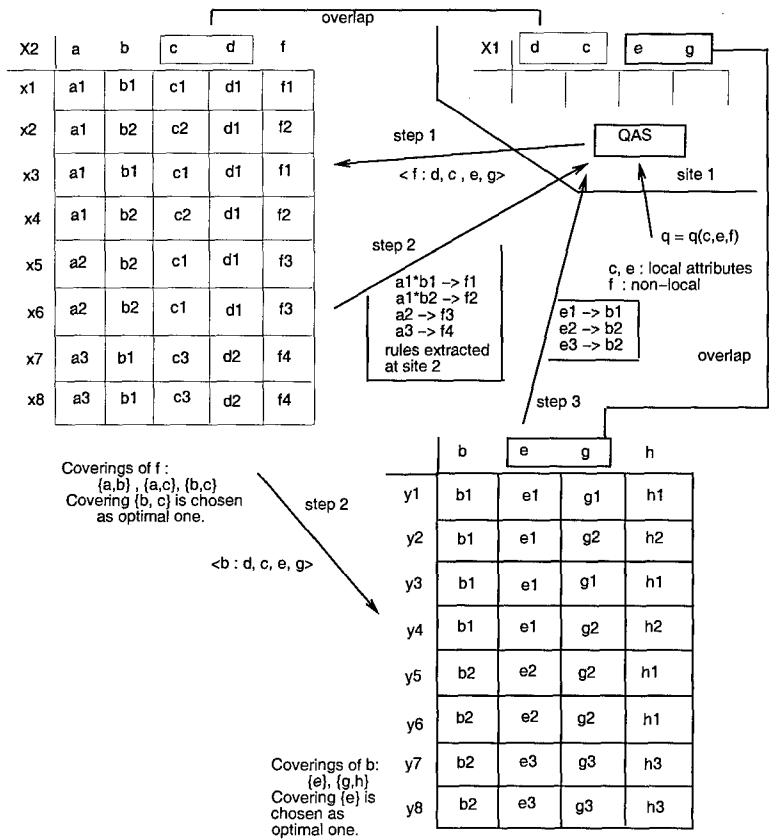 overlap
X2 a b c d f
x1 a1 b1 c1 d1 f1
x2 a1 b2 c2 d1 f2
x3 a1 b1 c1 d1 f1
x4 a1 b2 c2 d1 f2
x5 a2 b2 c1 d1 f3
x6 a2 b2 c1 d1 f3
x7 a3 b1 c3 d2 f4
x8 a3 b1 c3 d2 f4
X1 d c e g
step 1
QAS
< f : d, c , e, g>
site 1
q = q(c,e,f)
step 2
c, e : local attributes
f : non-local
a1*b1 -> f1
a1*b2 -> f2
a2 -> f3
a3 -> f4
rules extracted
at site 2
e1 -> b1
e2 -> b2
e3 -> b2
overlap
step 3
Coverings of f :
{a,b} , {a,c}, {b,c}
Covering {b, c} is chosen
as optimal one.
step 2
<b : d, c, e, g>
b e g h
y1 b1 e1 g1 h1
y2 b1 e1 g2 h2
y3 b1 e1 g1 h1
y4 b1 e1 g2 h2
y5 b2 e2 g2 h1
y6 b2 e2 g2 h1
y7 b2 e3 g3 h3
y8 b2 e3 g3 h3
Coverings of b:
{e}, {g,h}
Covering {e} is
chosen as
optimal one.